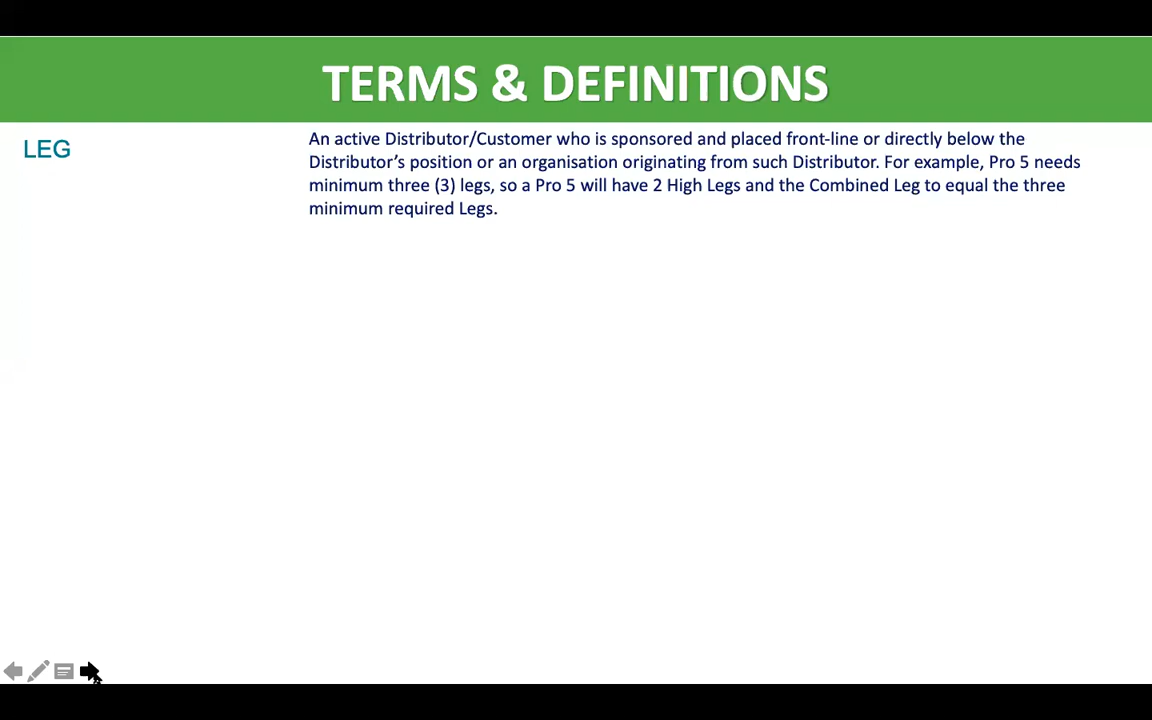 TERMS & DEFINITIONS
LEG
An active Distributor/Customer who is sponsored and placed front-line or directly below the
Distributor’s position or an organisation originating from such Distributor. For example, Pro 5 needs
minimum three (3) legs, so a Pro 5 will have 2 High Legs and the Combined Leg to equal the three
minimum required Legs.